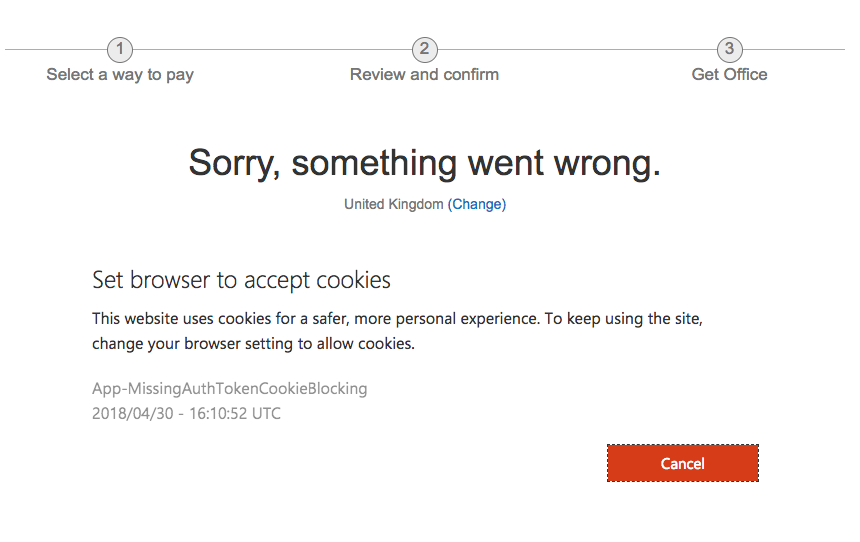 1 2 3
Select a way to pay Review and confirm Get Office
Sorry, something went wrong.
United Kingdom (Change)
Set browser to accept cookies
This website uses cookies for a safer, more personal experience. To keep using the site,
change your browser setting to allow cookies.
App-MissingAuthTokenCookieBlocking
2018/04/30 - 16:10:52 UTC
Cancel